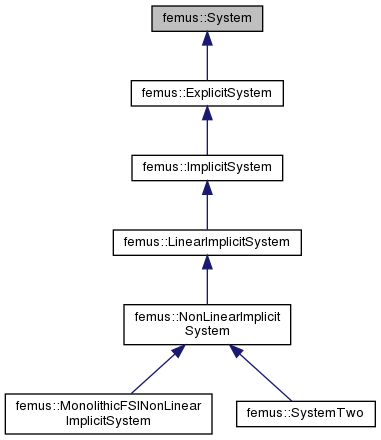 femus::System
femus::ExplicitSystem
femus::ImplicitSystem
femus::LinearImplicitSystem
femus::NonLinearImplicit
System
femus::MonolithicFSINonLinear
ImplicitSystem
femus::SystemTwo